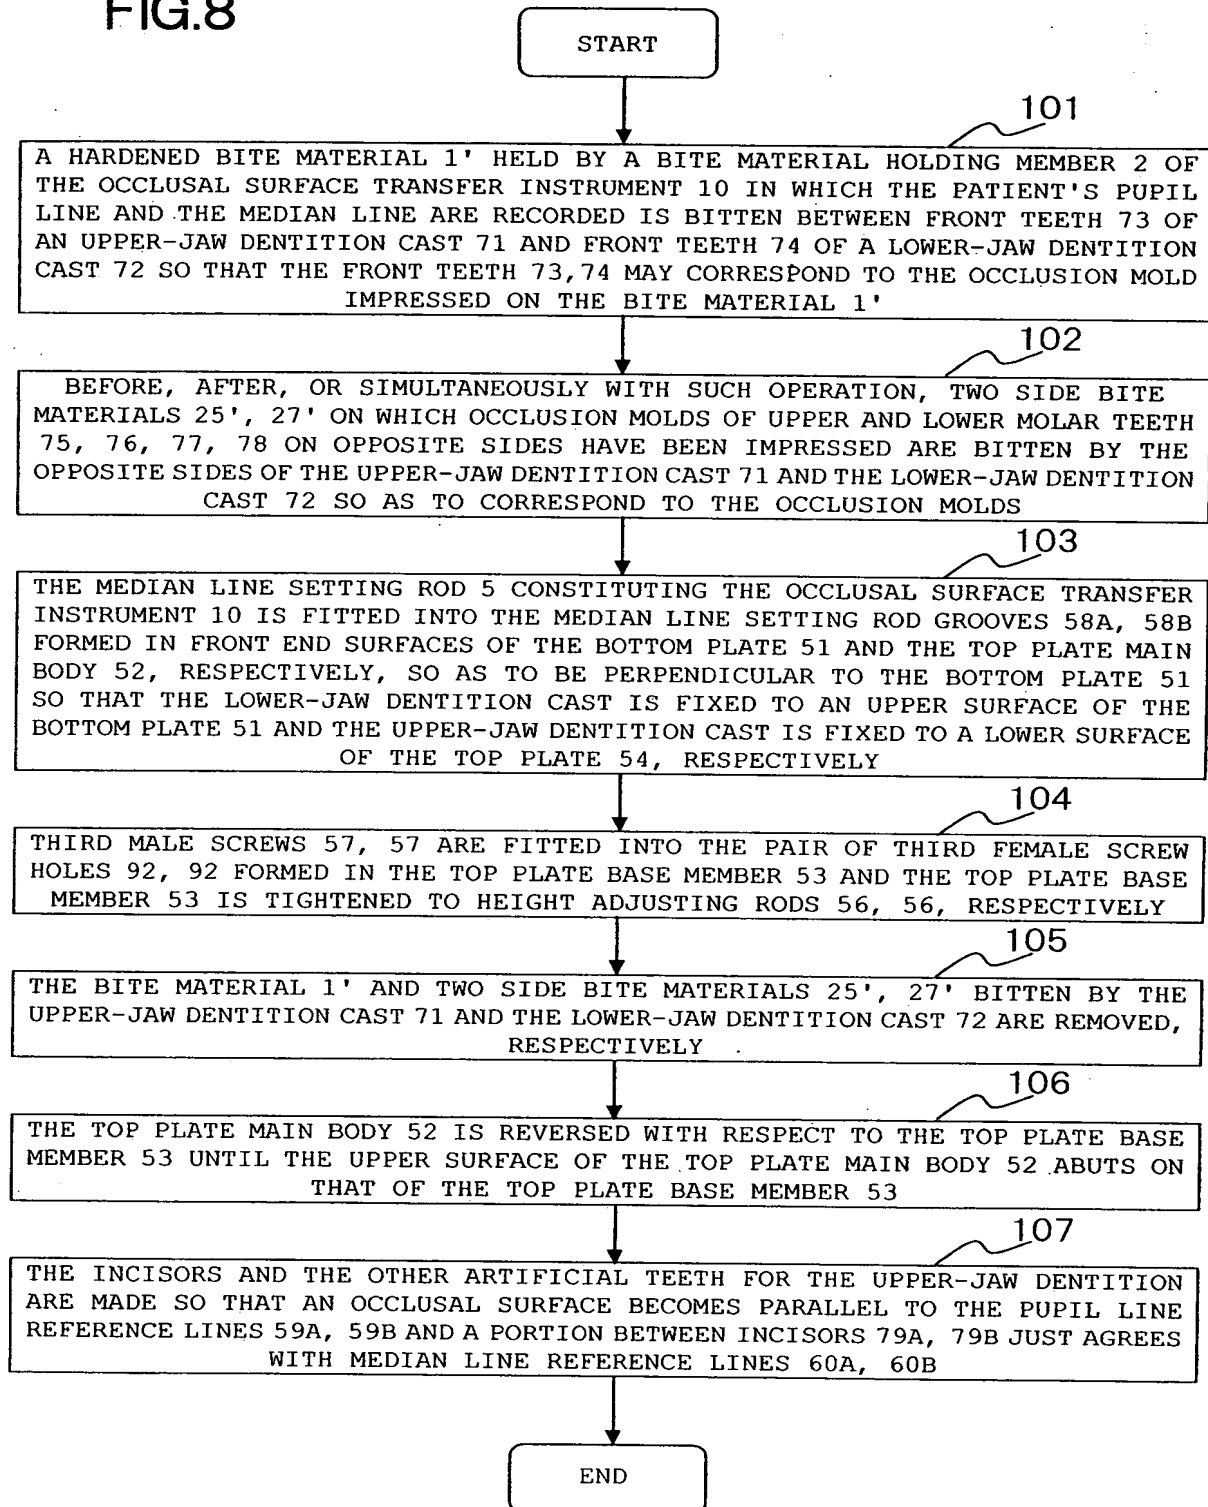 FIG.8
START
101
A HARDENED BITE MATERIAL 1' HELD BY A BITE MATERIAL HOLDING MEMBER 2 OF
THE OCCLUSAL SURFACE TRANSFER INSTRUMENT 10 IN WHICH THE PATIENT'S PUPIL
LINE AND THE MEDIAN LINE ARE RECORDED IS BITTEN BETWEEN FRONT TEETH 73 OF
AN UPPER-JAW DENTITION CAST 71 AND FRONT TEETH 74 OF A LOWER-JAW DENTITION
CAST 72 SO THAT THE FRONT TEETH 73,74 MAY CORRESPOND TO THE OCCLUSION MOLD
IMPRESSED ON THE BITE MATERIAL 1'
102
BEFORE, AFTER, OR SIMULTANEOUSLY WITH SUCH OPERATION, TWO SIDE BITE
MATERIALS 25', 27' ON WHICH OCCLUSION MOLDS OF UPPER AND LOWER MOLAR TEETH
75, 76, 77, 78 ON OPPOSITE SIDES HAVE BEEN IMPRESSED ARE BITTEN BY THE
OPPOSITE SIDES OF THE UPPER-JAW DENTITION CAST 71 AND THE LOWER-JAW DENTITION
CAST 72 SO AS TO CORRESPOND TO THE OCCLUSION MOLDS
103
THE MEDIAN LINE SETTING ROD 5 CONSTITUTING THE OCCLUSAL SURFACE TRANSFER
INSTRUMENT 10 IS FITTED INTO THE MEDIAN LINE SETTING ROD GROOVES 58A, 58B
FORMED IN FRONT END SURFACES OF THE BOTTOM PLATE 51 AND THE TOP PLATE MAIN
BODY 52, RESPECTIVELY, SO AS TO BE PERPENDICULAR TO THE BOTTOM PLATE 51
SO THAT THE LOWER-JAW DENTITION CAST IS FIXED TO AN UPPER SURFACE OF THE
BOTTOM PLATE 51 AND THE UPPER-JAW DENTITION CAST IS FIXED TO A LOWER SURFACE
OF THE TOP PLATE 54, RESPECTIVELY
104
THIRD MALE SCREWS 57, 57 ARE FITTED INTO THE PAIR OF THIRD FEMALE SCREW
HOLES 92, 92 FORMED IN THE TOP PLATE BASE MEMBER 53 AND THE TOP PLATE BASE
MEMBER 53 IS TIGHTENED TO HEIGHT ADJUSTING RODS 56, 56, RESPECTIVELY
105
THE BITE MATERIAL 1' AND TWO SIDE BITE MATERIALS 25', 27' BITTEN BY THE
UPPER-JAW DENTITION CAST 71 AND THE LOWER-JAW DENTITION CAST 72 ARE REMOVED,
RESPECTIVELY
106
THE TOP PLATE MAIN BODY 52 IS REVERSED WITH RESPECT TO THE TOP PLATE BASE
MEMBER 53 UNTIL THE UPPER SURFACE OF THE TOP PLATE MAIN BODY 52 ABUTS ON
THAT OF THE TOP PLATE BASE MEMBER 53
107
THE INCISORS AND THE OTHER ARTIFICIAL TEETH FOR THE UPPER-JAW DENTITION
ARE MADE SO THAT AN OCCLUSAL SURFACE BECOMES PARALLEL TO THE PUPIL LINE
REFERENCE LINES 59A, 59B AND A PORTION BETWEEN INCISORS 79A, 79B JUST AGREES
WITH MEDIAN LINE REFERENCE LINES 60A, 60B
END